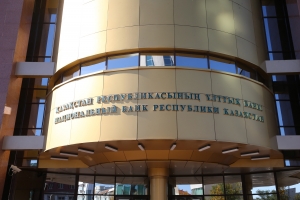 ҚАЗАҚСТАН РЕСПУБЛИКАСЫНЫҢ ҰЛТТЫҚ БАНКІ
НАЦИОНАЛЬНЫЙ БАНК РЕСПУБЛИКИ КАЗАХСТАН